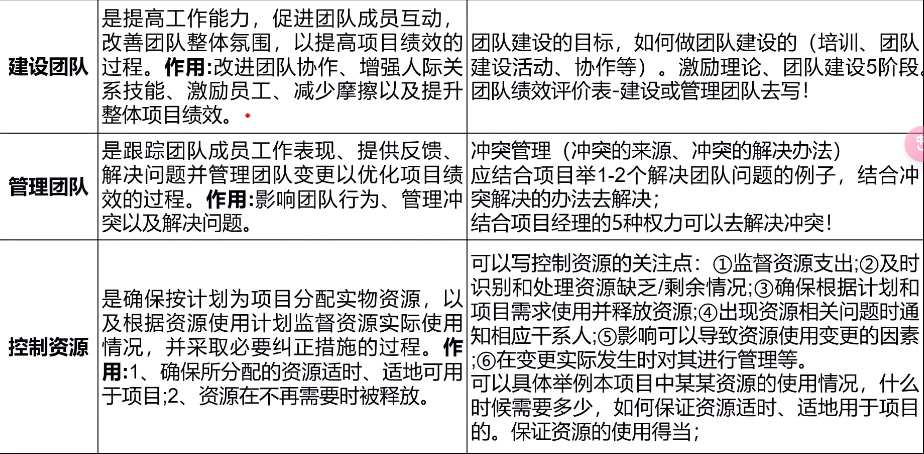 建设团队
是提高工作能力，促进团队成员互动，
改善团队整体氛围，以提高项目绩效的
过程。作用:改进团队协作、增强人际关
系技能、激励员工、减少摩擦以及提升
整体项目绩效。
团队建设的目标，如何做团队建设的（培训、团队
建设活动、协作等）。激励理论、团队建设5阶段。
团队绩效评价表-建设或管理团队去写！
管理团队
是跟踪团队成员工作表现、提供反馈、
解决问题并管理团队变更以优化项目绩
效的过程。作用:影响团队行为、管理冲
突以及解决问题。
冲突管理（冲突的来源、冲突的解决办法）
应结合项目举1-2个解决团队问题的例子，结合冲
突解决的办法去解决；
结合项目经理的5种权力可以去解决冲突！
控制资源
是确保按计划为项目分配实物资源，以
及根据资源使用计划监督资源实际使用
情况，并采取必要纠正措施的过程。作
用:1、确保所分配的资源适时、适地可用
于项目;2、资源在不再需要时被释放。
可以写控制资源的关注点：①监督资源支出;②及时
识别和处理资源缺乏/剩余情况;③确保根据计划和
项目需求使用并释放资源;④出现资源相关问题时通
知相应干系人;⑤影响可以导致资源使用变更的因素
;⑥在变更实际发生时对其进行管理等。
可以具体举例本项目中某某资源的使用情况，什么
时候需要多少，如何保证资源适时、适地用于项目
的。保证资源的使用得当；